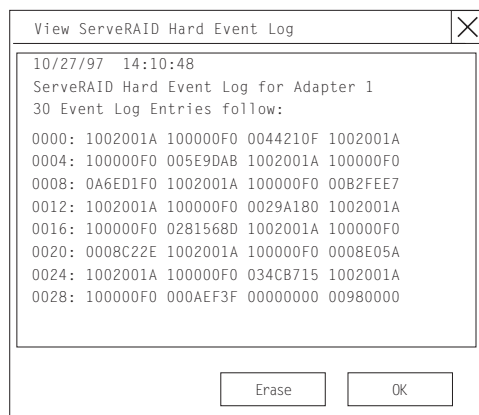 View ServeRAID Hard Event Log
10/27/97 14:10:48
ServeRAID Hard Event Log for Adapter 1
30 Event Log Entries follow:
0000: 1002001A 100000F0 0044210F 1002001A
0004: 100000F0 005E9DAB 1002001A 100000F0
0008: 0A6ED1F0 1002001A 100000F0 00B2FEE7
0012: 1002001A 100000F0 0029A180 1002001A
0016: 100000F0 0281568D 1002001A 100000F0
0020: 0008C22E 1002001A 100000F0 0008E05A
0024: 1002001A 100000F0 034CB715 1002001A
0028: 100000F0 000AEF3F 00000000 00980000
Erase OK